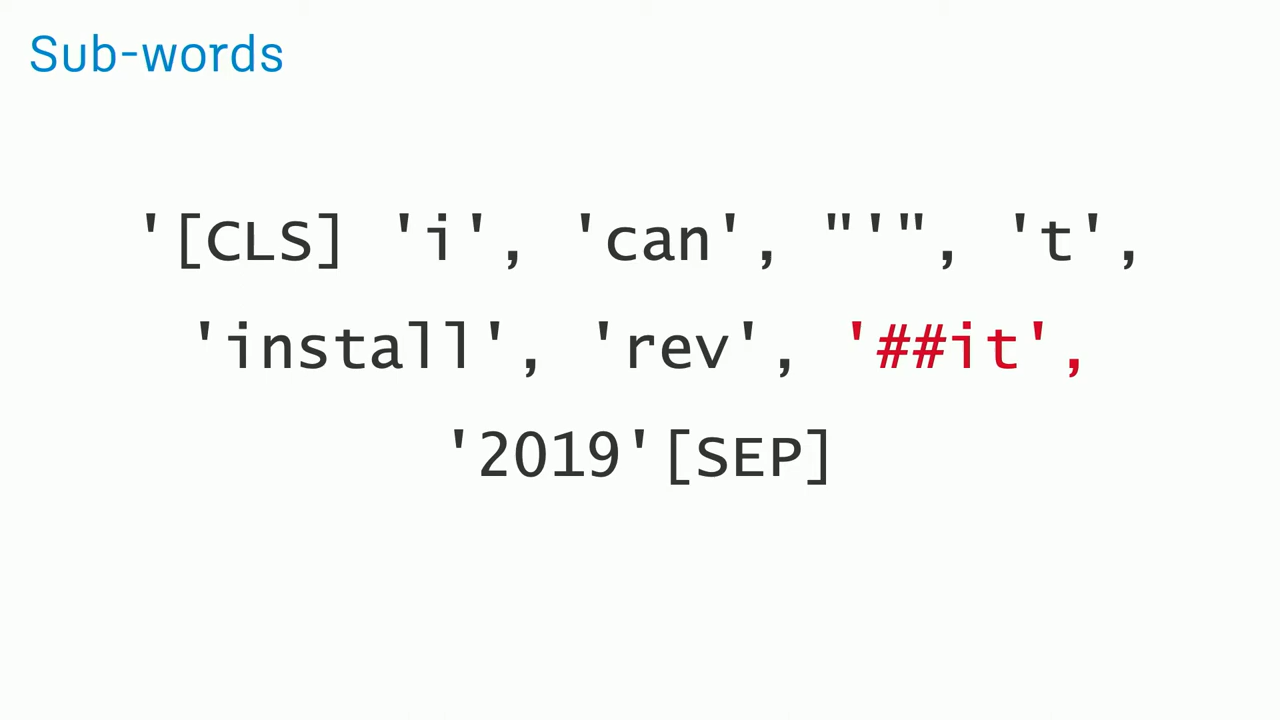 Sub-words
'[CLS] 'i', 'can', "'", 't',
'install', 'rev', '##it',
'2019'[SEP]